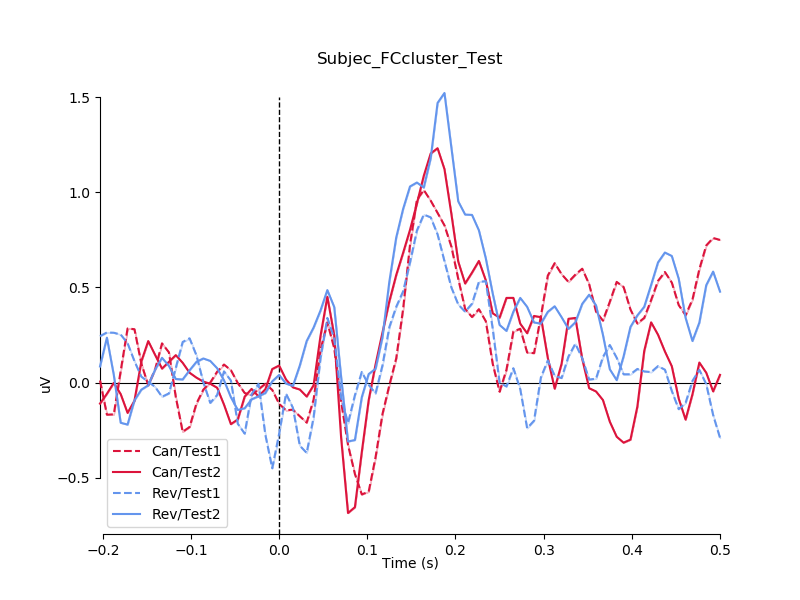 Subjec_FCcluster_Test
1.5
1.0
0.5
0.0
−0.5
uV
Can/Test1
Can/Test2
Rev/Test1
Rev/Test2
−0.2 −0.1 0.0 0.1 0.2 0.3 0.4 0.5
Time (s)